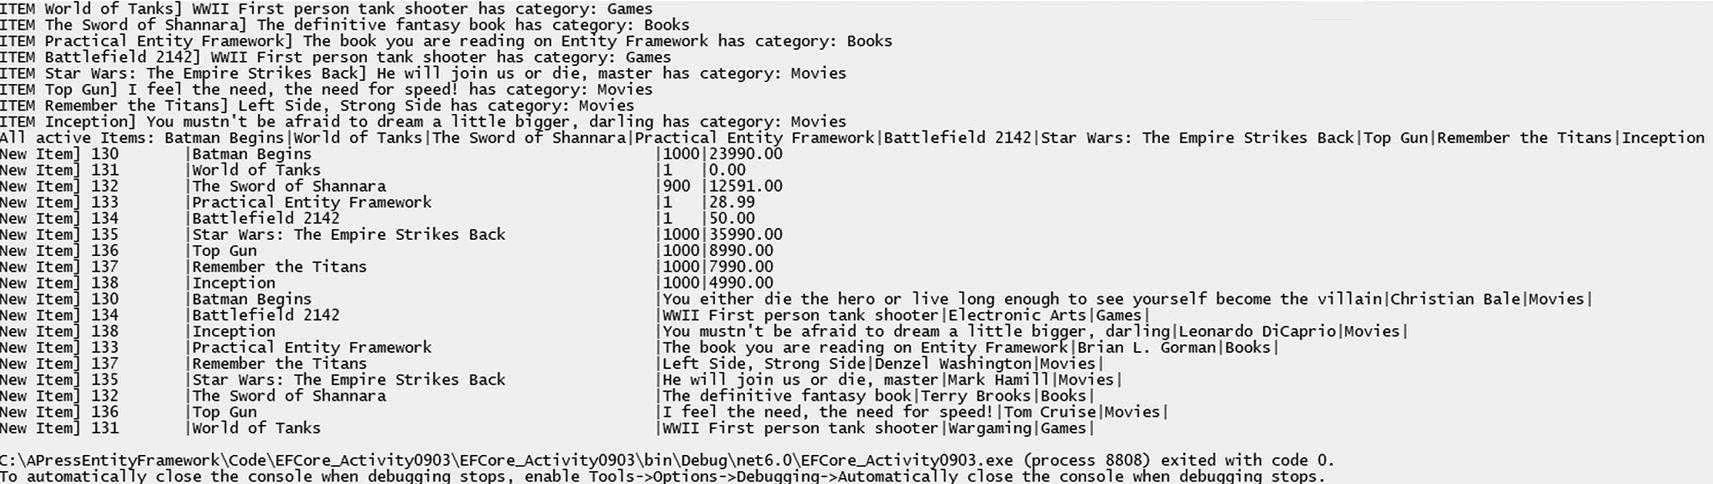 ITEM World of Tanks] WWII First person tank shooter has category: Games
ITEM The Sword of Shannara] The definitive fantasy book has category: Books
ITEM Practical Entity Framework] The book you are reading on Entity Framework has category: Books
ITEM Battlefield 2142] WWII First person tank shooter has category: Games
ITEM Star Wars: The Empire Strikes Back] He will join us or die, master has category: Movies
ITEM Top Gun] I feel the need, the need for speed! has category: Movies
ITEM Remember the Titans] Left Side, Strong Side has category: Movies
ITEM Inception] You mustn't be afraid to dream a little bigger, darling has category: Movies
All active Items: Batman Begins|World of Tanks|The Sword of Shannara|Practical Entity Framework|Battlefield 2142|Star Wars: The Empire Strikes Back|Top Gun|Remember the Titans|Inception
New Item] 130 |Batman Begins |1000|23990.00
New Item] 131 |World of Tanks |1 |0.00
New Item] 132 |The Sword of Shannara |900 |12591.00
New Item] 133 |Practical Entity Framework |1 |28.99
New Item] 134 |Battlefield 2142 |1 |50.00
New Item] 135 |Star Wars: The Empire Strikes Back |1000|35990.00
New Item] 136 |Top Gun |1000|8990.00
New Item] 137 |Remember the Titans |1000|7990.00
New Item] 138 |Inception |1000|4990.00
New Item] 130 |Batman Begins |You either die the hero or live long enough to see yourself become the villain|Christian Bale|Movies|
New Item] 134 |Battlefield 2142 |WWII First person tank shooter|Electronic Arts|Games|
New Item] 138 |Inception |You mustn't be afraid to dream a little bigger, darling|Leonardo DiCaprio|Movies|
New Item] 133 |Practical Entity Framework |The book you are reading on Entity Framework|Brian L. Gorman|Books|
New Item] 137 |Remember the Titans |Left Side, Strong Side|Denzel Washington|Movies|
New Item] 135 |Star Wars: The Empire Strikes Back |He will join us or die, master|Mark Hamill|Movies|
New Item] 132 |The Sword of Shannara |The definitive fantasy book|Terry Brooks|Books|
New Item] 136 |Top Gun |I feel the need, the need for speed!|Tom Cruise|Movies|
New Item] 131 |World of Tanks |WWII First person tank shooter|Wargaming|Games|
C:\APressEntityFramework\Code\EFCore_Activity0903\EFCore_Activity0903\bin\Debug\net6.0\EFCore_Activity0903.exe (process 8808) exited with code 0.
To automatically close the console when debugging stops, enable Tools->Options->Debugging->Automatically close the console when debugging stops.